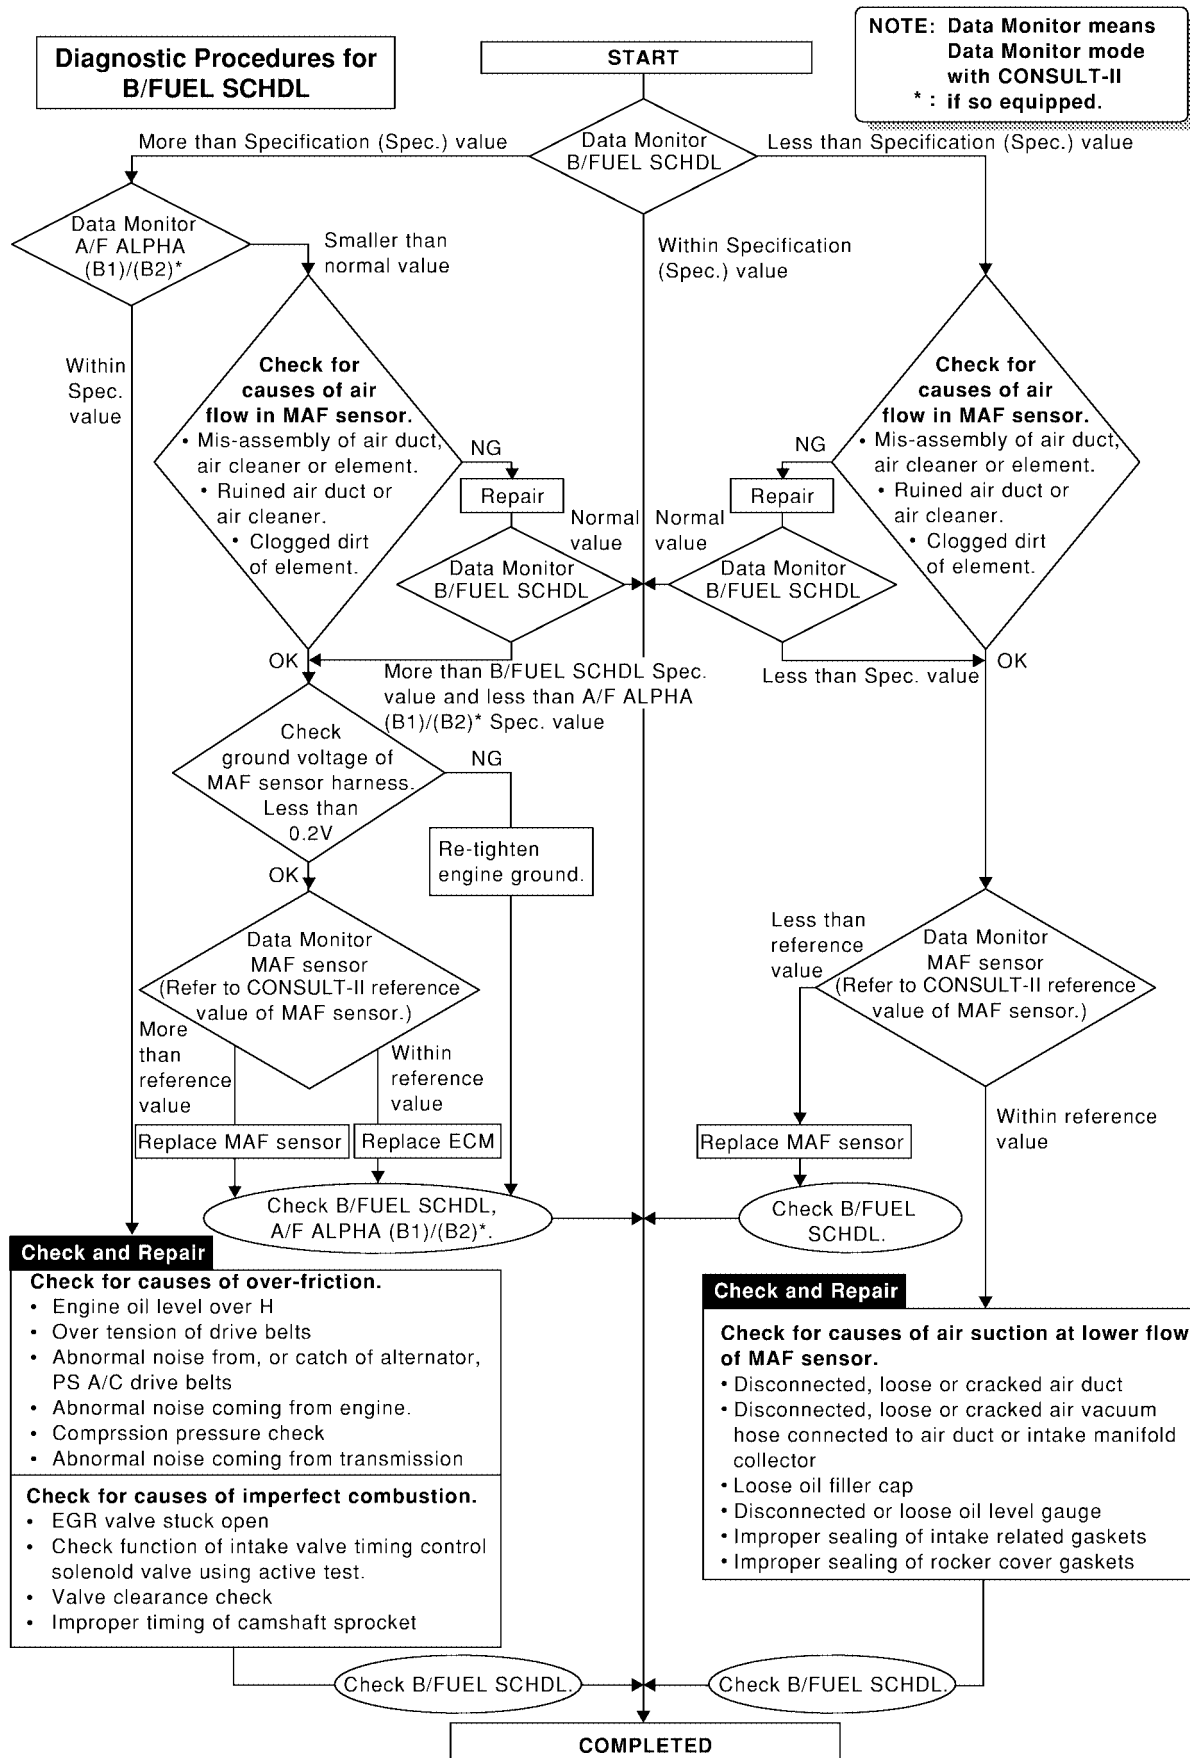 Diagnostic Procedures for
B/FUEL SCHDL
START
NOTE: Data Monitor means
Data Monitor mode
with CONSULT-II
* : if so equipped.
More than Specification (Spec.) value
Data Monitor
B/FUEL SCHDL
Less than Specification (Spec.) value
Data Monitor
A/F ALPHA
(B1)/(B2)*
Smaller than
normal value
Within Specification
(Spec.) value
Within
Spec.
value
Check for
causes of air
flow in MAF sensor.
• Mis-assembly of air duct,
air cleaner or element.
• Ruined air duct or
air cleaner.
• Clogged dirt
of element.
NG
Repair
Normal
value
Data Monitor
B/FUEL SCHDL
NG
Repair
Normal
value
Data Monitor
B/FUEL SCHDL
Check for
causes of air
flow in MAF sensor.
• Mis-assembly of air duct,
air cleaner or element.
• Ruined air duct or
air cleaner.
• Clogged dirt
of element.
OK
More than B/FUEL SCHDL Spec.
value and less than A/F ALPHA
(B1)/(B2)* Spec. value
Less than Spec. value
OK
Check
ground voltage of
MAF sensor harness.
Less than
0.2V
NG
Re-tighten
engine ground.
OK
Data Monitor
MAF sensor
(Refer to CONSULT-II reference
value of MAF sensor.)
Less than
reference
value
Data Monitor
MAF sensor
(Refer to CONSULT-II reference
value of MAF sensor.)
More
than
reference
value
Within
reference
value
Within reference
value
Replace MAF sensor
Replace ECM
Replace MAF sensor
Check B/FUEL SCHDL,
A/F ALPHA (B1)/(B2)*.
Check B/FUEL
SCHDL.
Check and Repair
Check for causes of over-friction.
• Engine oil level over H
• Over tension of drive belts
• Abnormal noise from, or catch of alternator,
PS A/C drive belts
• Abnormal noise coming from engine.
• Comprssion pressure check
• Abnormal noise coming from transmission
Check for causes of imperfect combustion.
• EGR valve stuck open
• Check function of intake valve timing control
solenold valve using active test.
• Valve clearance check
• Improper timing of camshaft sprocket
Check and Repair
Check for causes of air suction at lower flow
of MAF sensor.
• Disconnected, loose or cracked air duct
• Disconnected, loose or cracked air vacuum
hose connected to air duct or intake manifold
collector
• Loose oil filler cap
• Disconnected or loose oil level gauge
• Improper sealing of intake related gaskets
• Improper sealing of rocker cover gaskets
Check B/FUEL SCHDL.
Check B/FUEL SCHDL.
COMPLETED